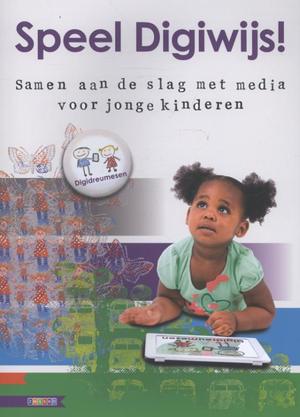 Speel Digiwijs!
Samen aan de slag met media
voor jonge kinderen
Digidreumesen